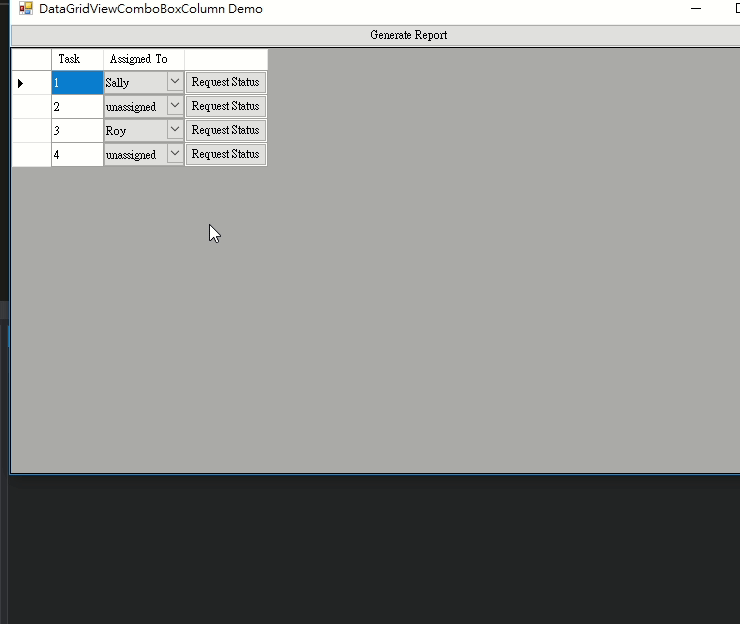 DataGridViewComboBoxColumn Demo
Generate Report
Task Assigned To
1 Sally Request Status
2 unassigned Request Status
3 Roy Request Status
4 unassigned Request Status